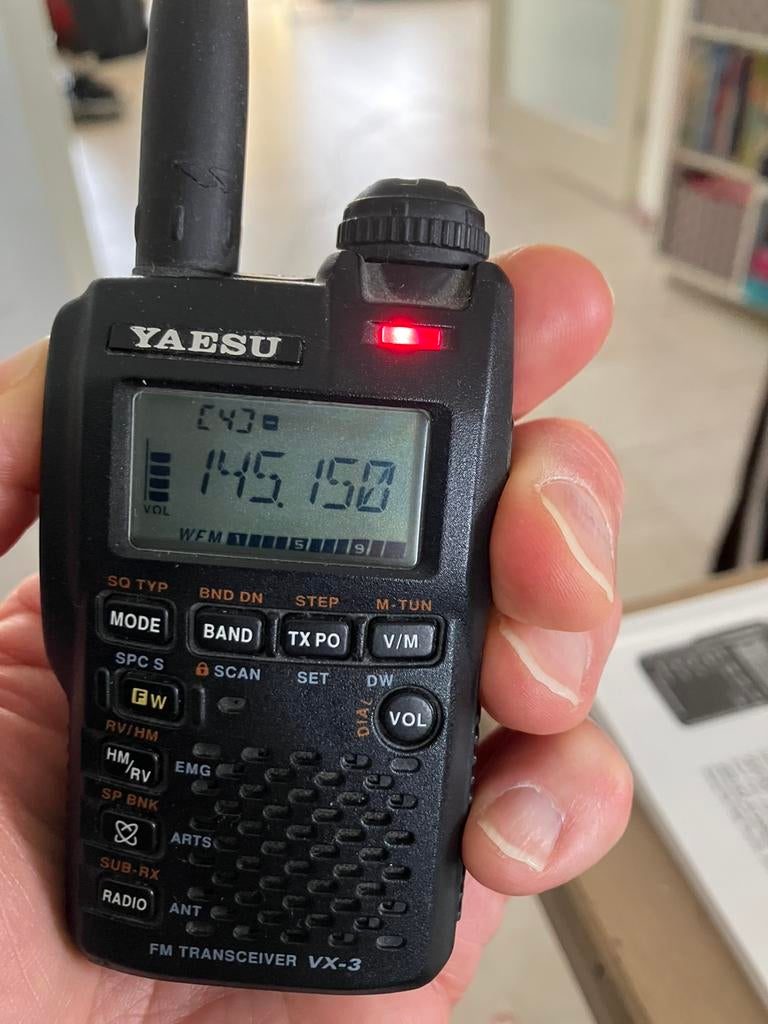 YAESU
[4]
145.150
VOL
WFM 1 5 9
SQ TYP BND DN STEP M-TUN
MODE BAND TX PO V/M
SPC S SCAN SET DW
F W
DIAL
VOL
RV/HM
HM/RV EMG
SP BNK
ARTS
SUB-RX
RADIO ANT
FM TRANSCEIVER VX-3